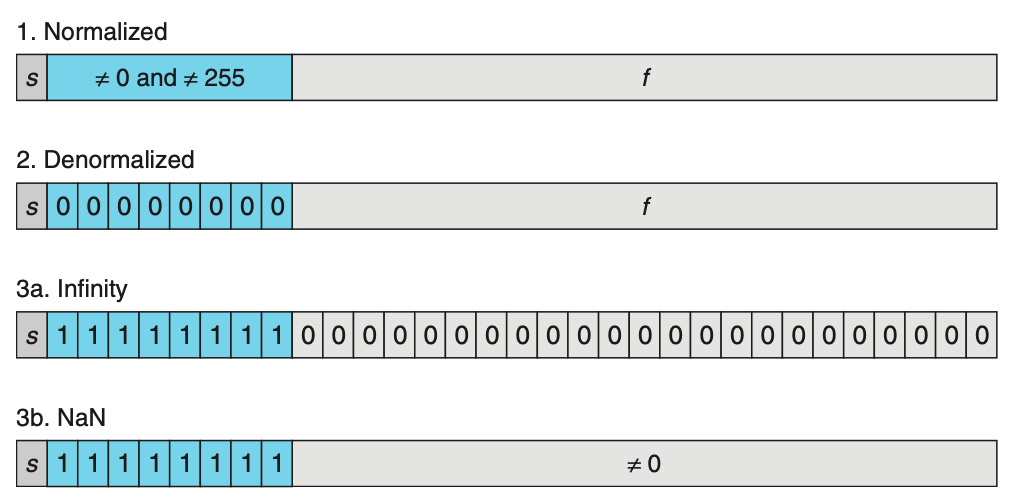 1. Normalized
s ≠ 0 and ≠ 255 f
2. Denormalized
s 0 0 0 0 0 0 0 0 f
3a. Infinity
s 1 1 1 1 1 1 1 1 0 0 0 0 0 0 0 0 0 0 0 0 0 0 0 0 0 0 0 0 0 0 0
3b. NaN
s 1 1 1 1 1 1 1 1 ≠ 0